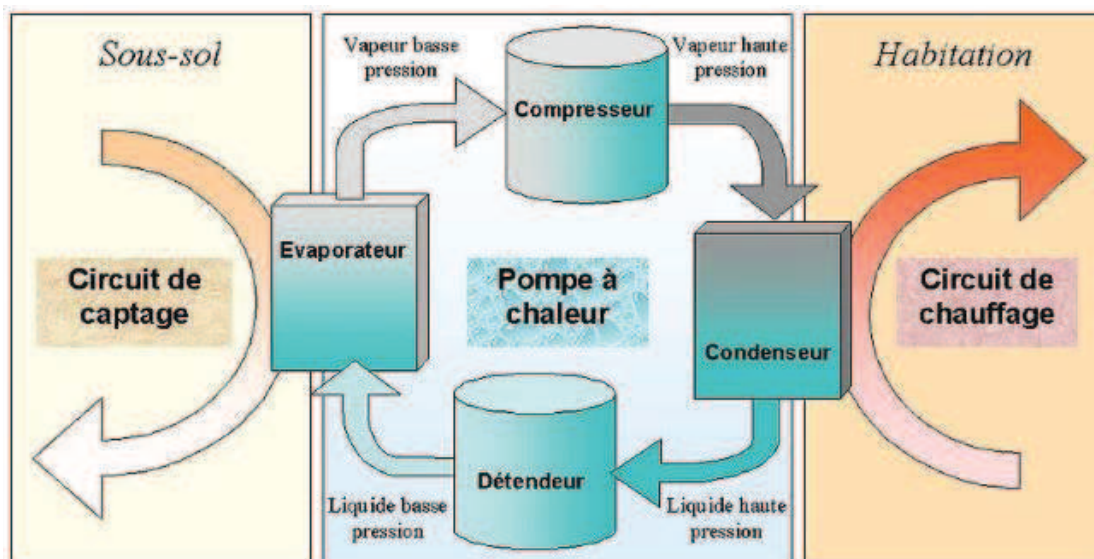 Sous-sol
Vapeur basse
pression
Compresseur
Vapeur haute
pression
Habitation
Evaporateur
Circuit de
captage
Pompe à
chaleur
Circuit de
chauffage
Condenseur
Détendeur
Liquide basse
pression
Liquide haute
pression